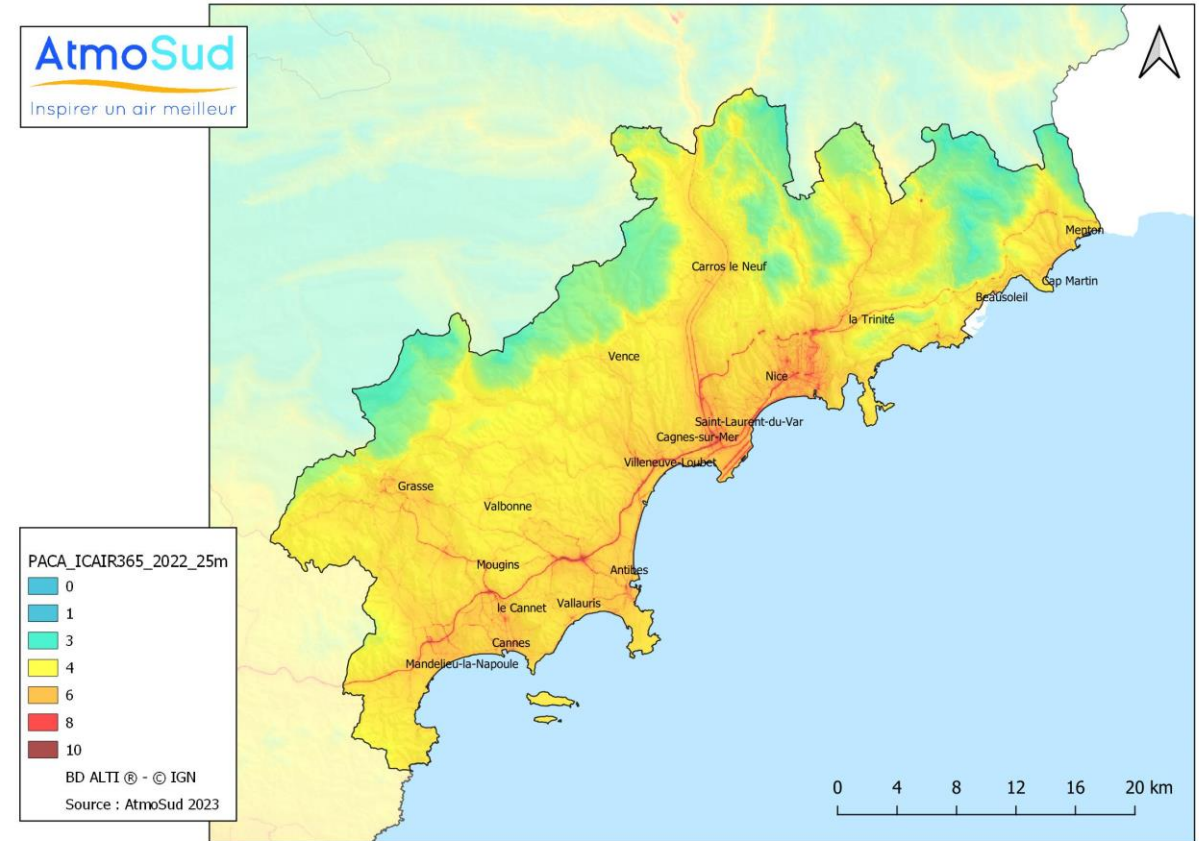 AtmoSud
Inspirer un air meilleur
Menton
Carros le Neuf
Cap Martin
Beausoleil
la Trinité
Vence
Nice
Saint-Laurent-du-Var
Cagnes-sur-Mer
Villeneuve-Loubet
Grasse
Valbonne
Mougins
Antibes
le Cannet
Vallauris
Cannes
Mandelieu-la-Napoule
PACA_ICAIR365_2022_25m
0
1
3
4
6
8
10
BD ALTI ® - © IGN
Source : AtmoSud 2023
0 4 8 12 16 20 km